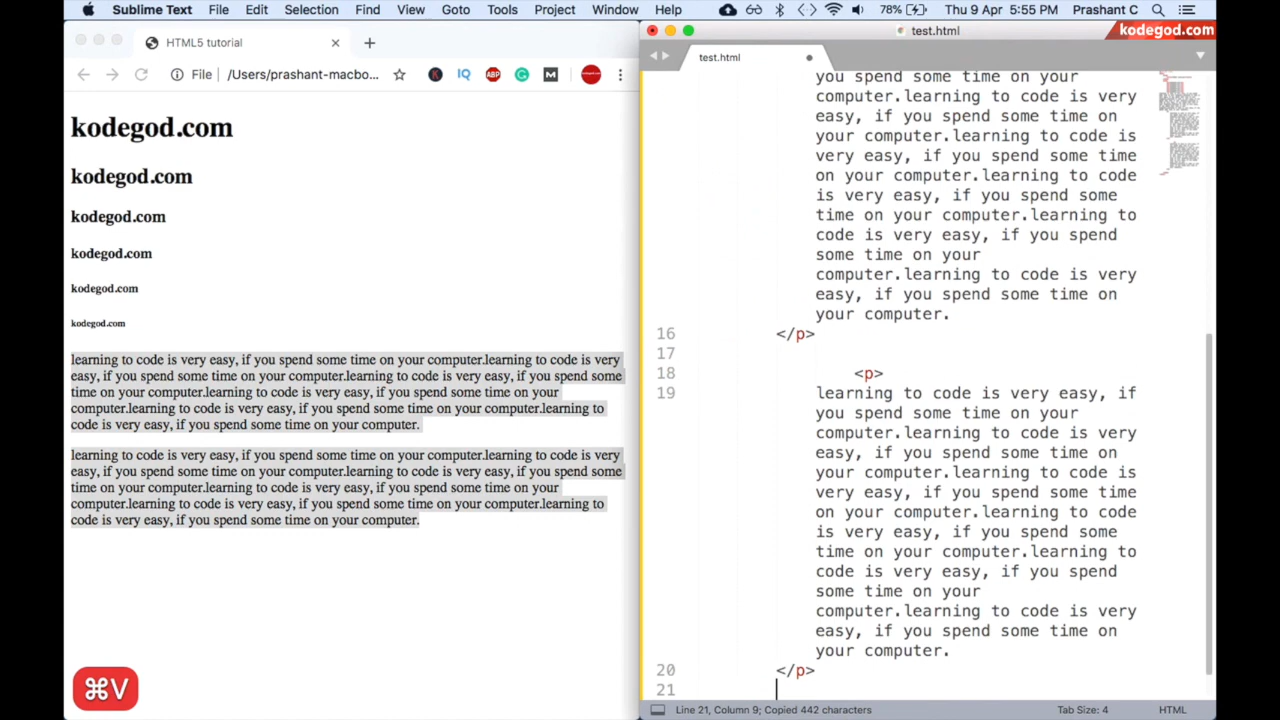 Sublime Text File Edit Selection Find View Goto Tools Project Window Help 78% Thu 9 Apr 5:55 PM Prashant C
HTML5 tutorial
File /Users/prashant-macbo...
IQ ABP M
kodegod.com
kodegod.com
kodegod.com
kodegod.com
kodegod.com
kodegod.com
learning to code is very easy, if you spend some time on your computer.learning to code is very
easy, if you spend some time on your computer.learning to code is very easy, if you spend some
time on your computer.learning to code is very easy, if you spend some time on your
computer.learning to code is very easy, if you spend some time on your computer.learning to
code is very easy, if you spend some time on your computer.
learning to code is very easy, if you spend some time on your computer.learning to code is very
easy, if you spend some time on your computer.learning to code is very easy, if you spend some
time on your computer.learning to code is very easy, if you spend some time on your
computer.learning to code is very easy, if you spend some time on your computer.learning to
code is very easy, if you spend some time on your computer.
⌘V
test.html
kodegod.com
test.html
you spend some time on your
computer.learning to code is very
easy, if you spend some time on
your computer.learning to code is
very easy, if you spend some time
on your computer.learning to code
is very easy, if you spend some
time on your computer.learning to
code is very easy, if you spend
some time on your
computer.learning to code is very
easy, if you spend some time on
your computer.
16 </p>
17
18 <p>
19 learning to code is very easy, if
you spend some time on your
computer.learning to code is very
easy, if you spend some time on
your computer.learning to code is
very easy, if you spend some time
on your computer.learning to code
is very easy, if you spend some
time on your computer.learning to
code is very easy, if you spend
some time on your
computer.learning to code is very
easy, if you spend some time on
your computer.
20 </p>
21
Line 21, Column 9; Copied 442 characters Tab Size: 4 HTML